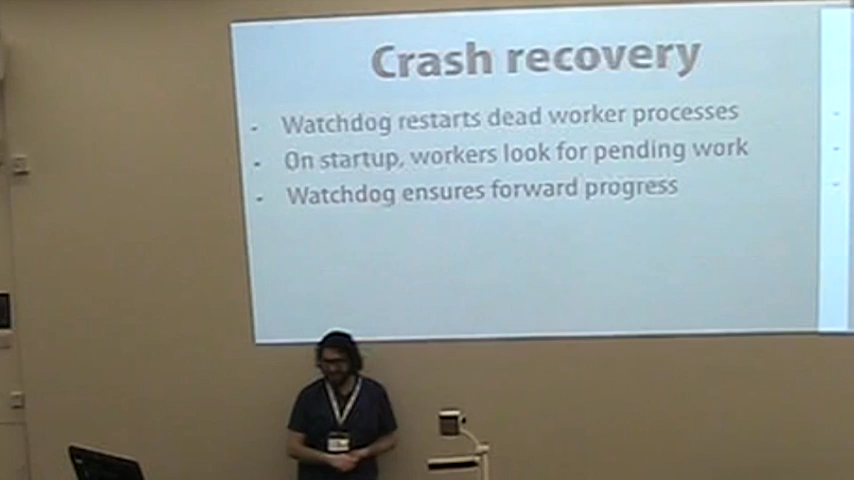 Crash recovery
- Watchdog restarts dead worker processes
- On startup, workers look for pending work
- Watchdog ensures forward progress